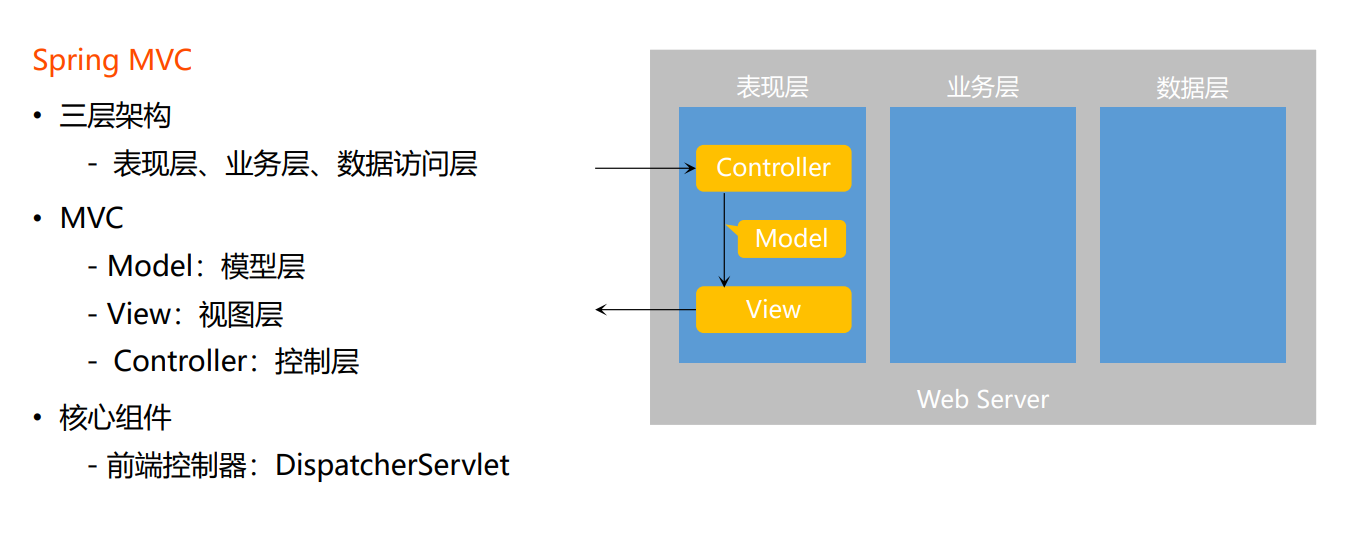 Spring MVC
• 三层架构
- 表现层、业务层、数据访问层
• MVC
- Model：模型层
- View：视图层
- Controller：控制层
• 核心组件
- 前端控制器：DispatcherServlet
表现层
业务层
数据层
Controller
Model
View
Web Server